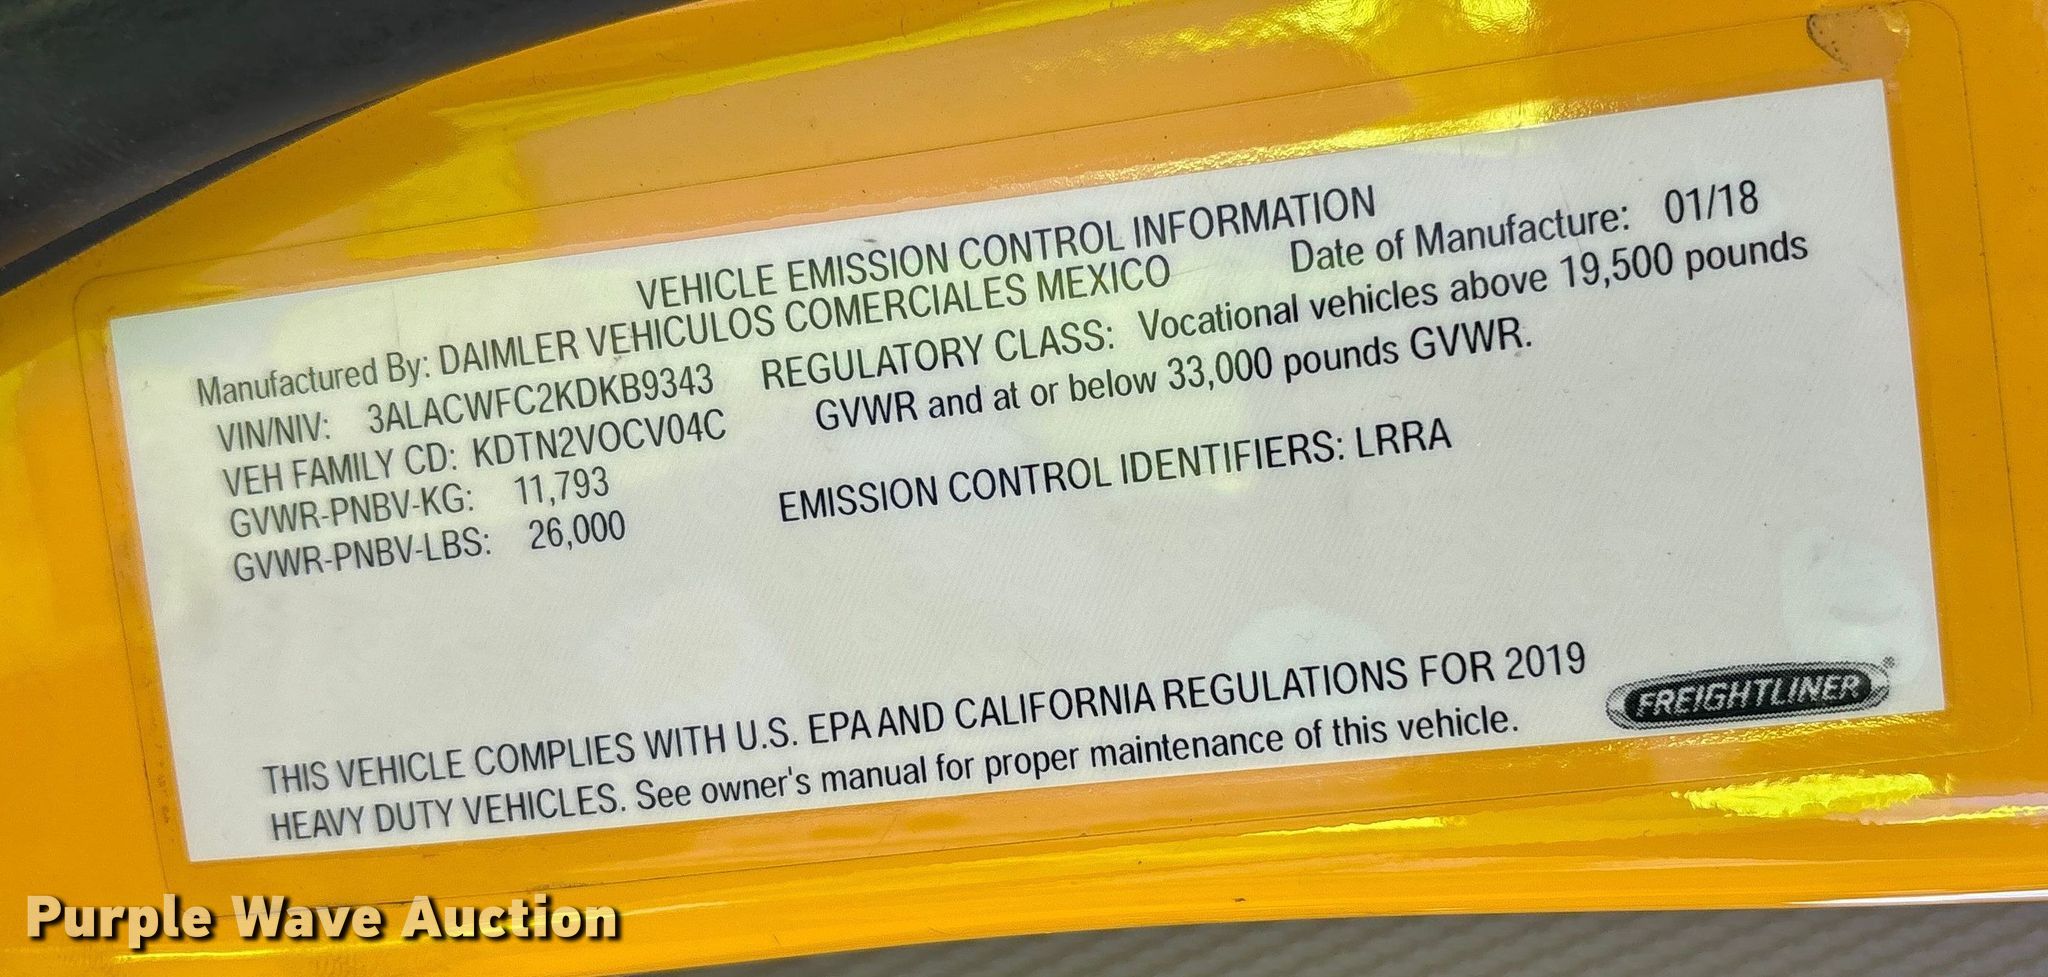 VEHICLE EMISSION CONTROL INFORMATION
Manufactured By: DAIMLER VEHICULOS COMERCIALES MEXICO Date of Manufacture: 01/18
VIN/NIV: 3ALACWFC2KDKB9343 REGULATORY CLASS: Vocational vehicles above 19,500 pounds
VEH FAMILY CD: KDTN2VOCV04C GVWR and at or below 33,000 pounds GVWR.
GVWR-PNBV-KG: 11,793
GVWR-PNBV-LBS: 26,000 EMISSION CONTROL IDENTIFIERS: LRRA
THIS VEHICLE COMPLIES WITH U.S. EPA AND CALIFORNIA REGULATIONS FOR 2019
HEAVY DUTY VEHICLES. See owner's manual for proper maintenance of this vehicle.
FREIGHTLINER®
Purple Wave Auction